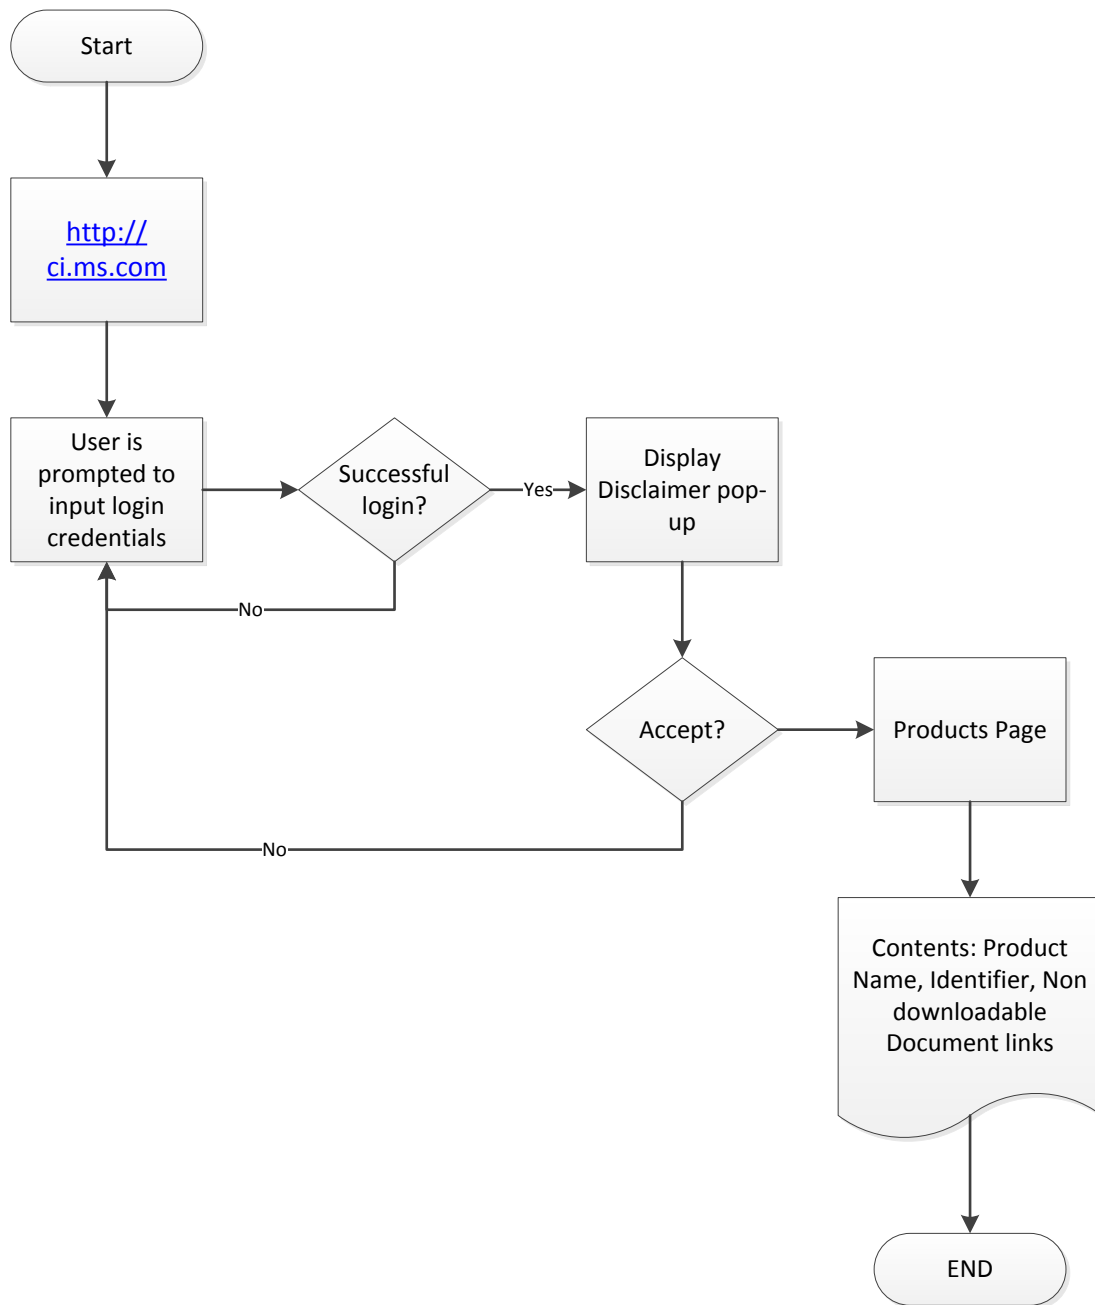 Start
http://
ci.ms.com
User is
prompted to
input login
credentials
Successful
login?
Yes
Display
Disclaimer pop-
up
No
Accept?
Products Page
No
Contents: Product
Name, Identifier, Non
downloadable
Document links
END